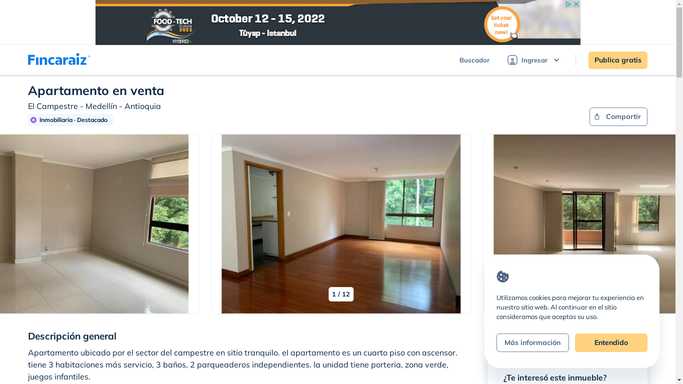 FOOD-TECH
October 12 - 15, 2022
Tüyap - Istanbul
Get your
ticket
now!
Fincaraiz
Buscador
Ingresar
Publica gratis
Apartamento en venta
El Campestre - Medellín - Antioquia
Inmobiliaria · Destacado
Compartir
1 / 12
Utilizamos cookies para mejorar tu experiencia en
nuestro sitio web. Al continuar en el sitio
consideramos que aceptas su uso.
Más información
Entendido
Descripción general
Apartamento ubicado por el sector del campestre en sitio tranquilo. el apartamento es un cuarto piso con ascensor.
tiene 3 habitaciones más servicio, 3 baños, 2 parqueaderos independientes. la unidad tiene portería, zona verde,
juegos infantiles.
¿Te interesó este inmueble?